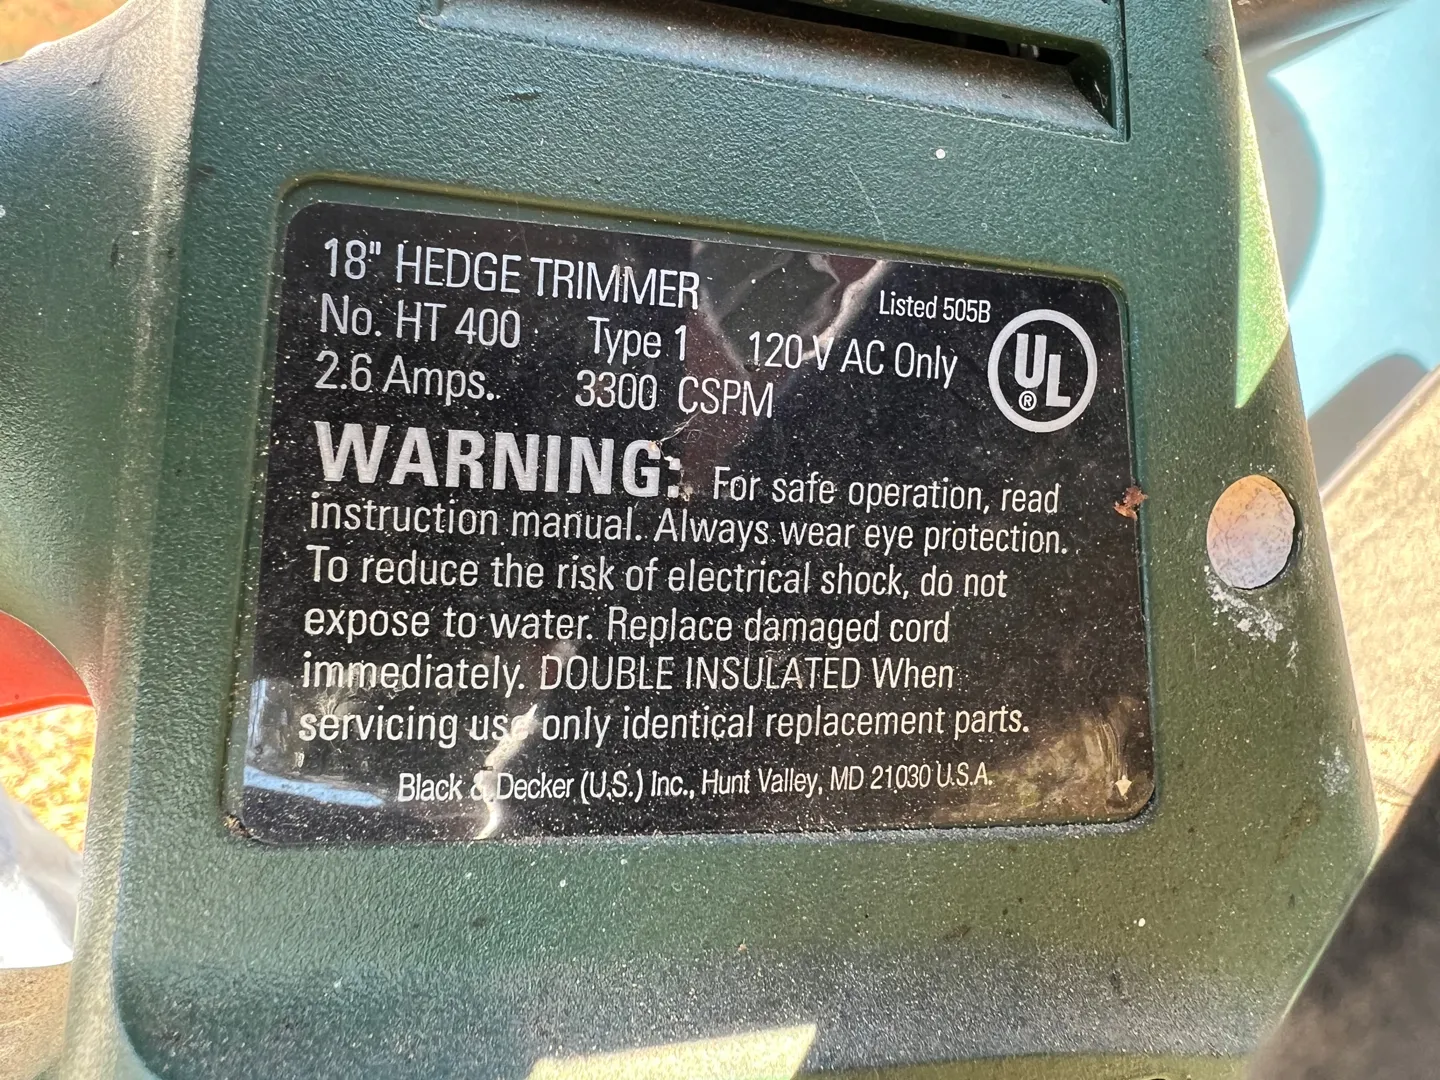 18" HEDGE TRIMMER
Listed 505B
No. HT 400 Type 1 120 V AC Only
UL
®
2.6 Amps. 3300 CSPM
WARNING: For safe operation, read
instruction manual. Always wear eye protection.
To reduce the risk of electrical shock, do not
expose to water. Replace damaged cord
immediately. DOUBLE INSULATED When
servicing use only identical replacement parts.
Black & Decker (U.S.) Inc., Hunt Valley, MD 21030 U.S.A.